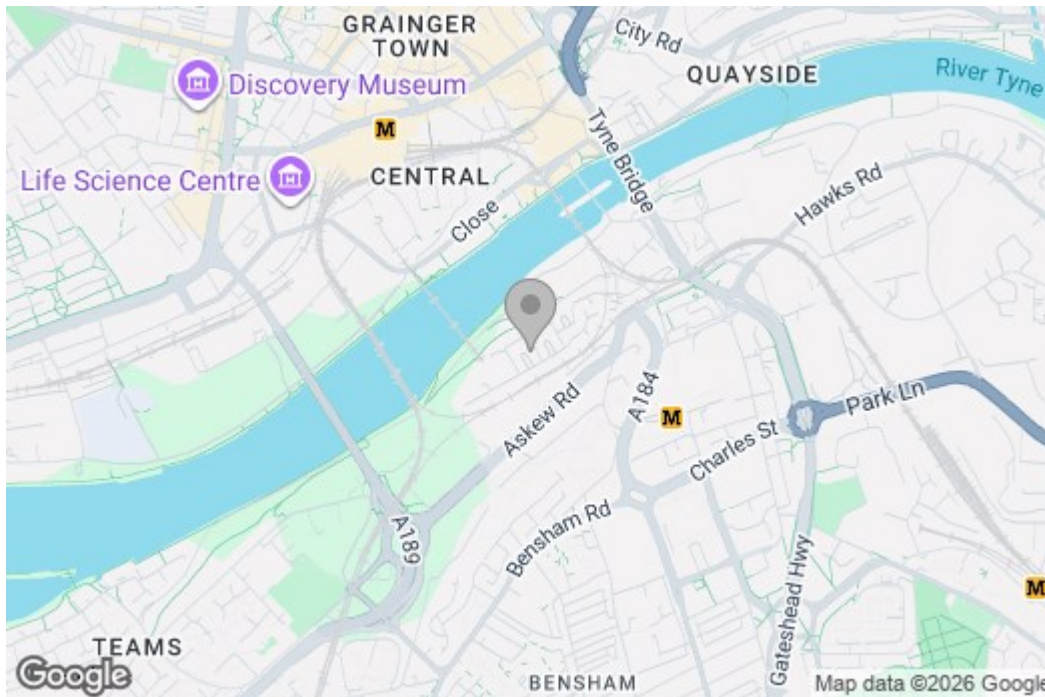 GRAINGER
TOWN
City Rd
QUAYSIDE
River Tyne
Discovery Museum
M
Tyne Bridge
Life Science Centre
CENTRAL
Close
Hawks Rd
Askew Rd
A184
M
Park Ln
Charles St
Bensham Rd
A189
Gateshead Hwy
M
TEAMS
BENSHAM
Google
Map data ©2026 Google